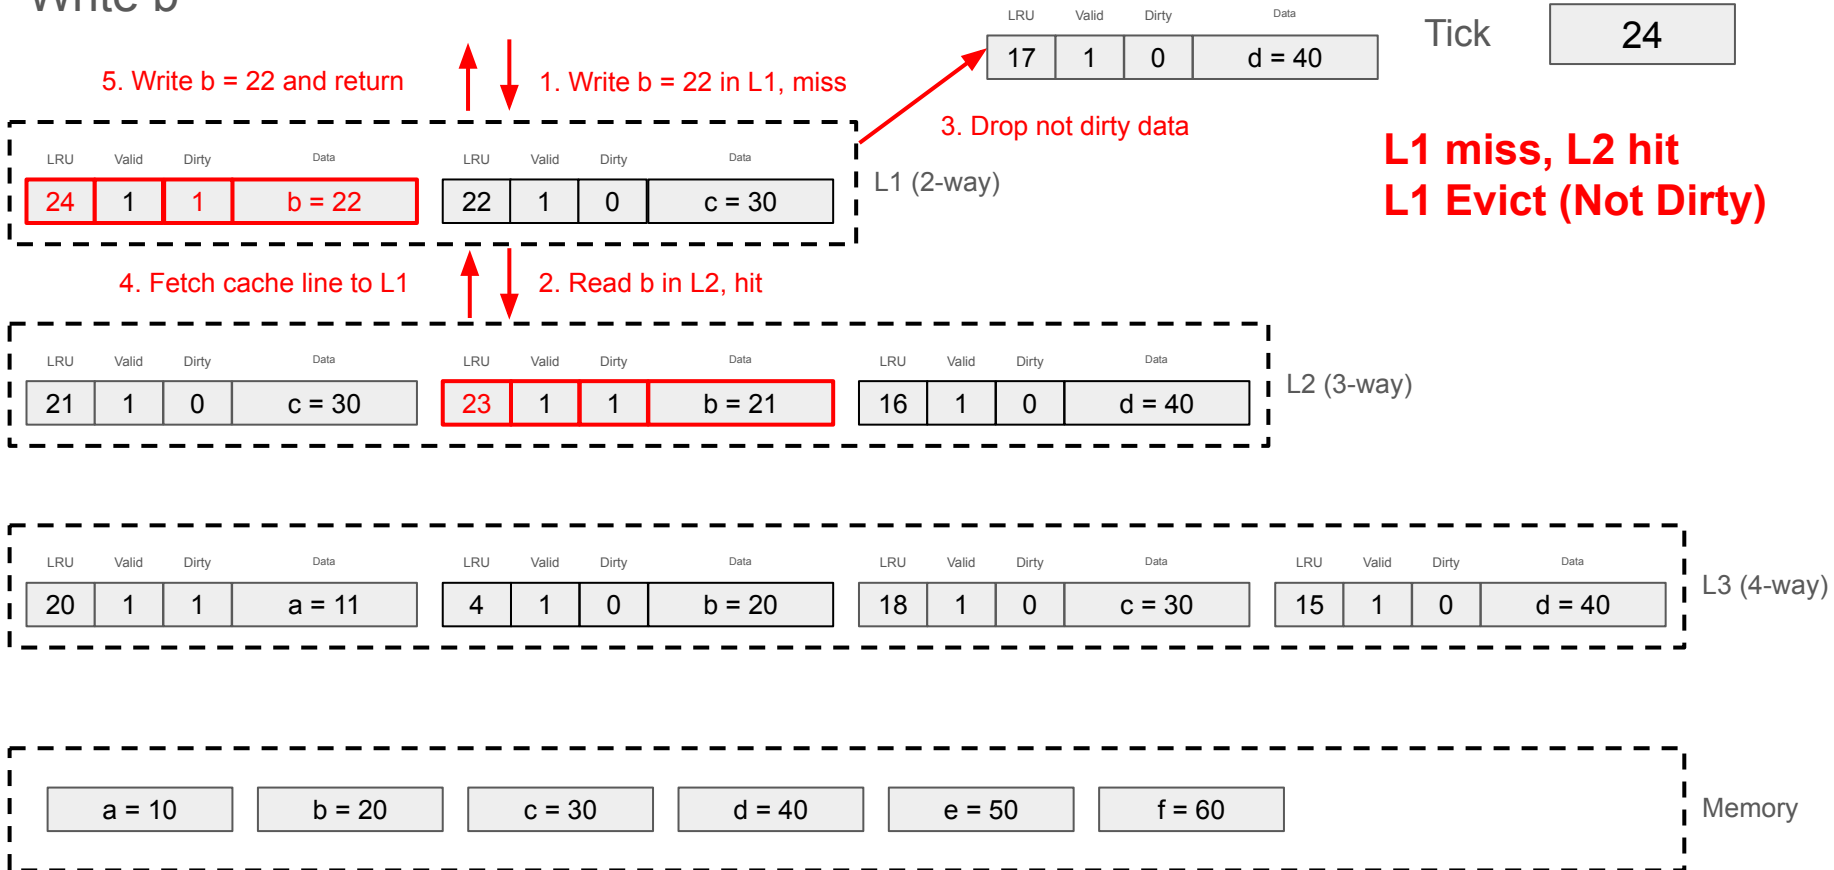 Write b
LRU Valid Dirty Data
17 1 0 d = 40
Tick 24
5. Write b = 22 and return
1. Write b = 22 in L1, miss
3. Drop not dirty data
L1 miss, L2 hit
L1 Evict (Not Dirty)
LRU Valid Dirty Data LRU Valid Dirty Data
24 1 1 b = 22 22 1 0 c = 30
L1 (2-way)
4. Fetch cache line to L1
2. Read b in L2, hit
LRU Valid Dirty Data LRU Valid Dirty Data LRU Valid Dirty Data
21 1 0 c = 30 23 1 1 b = 21 16 1 0 d = 40
L2 (3-way)
LRU Valid Dirty Data LRU Valid Dirty Data LRU Valid Dirty Data LRU Valid Dirty Data
20 1 1 a = 11 4 1 0 b = 20 18 1 0 c = 30 15 1 0 d = 40
L3 (4-way)
a = 10 b = 20 c = 30 d = 40 e = 50 f = 60
Memory